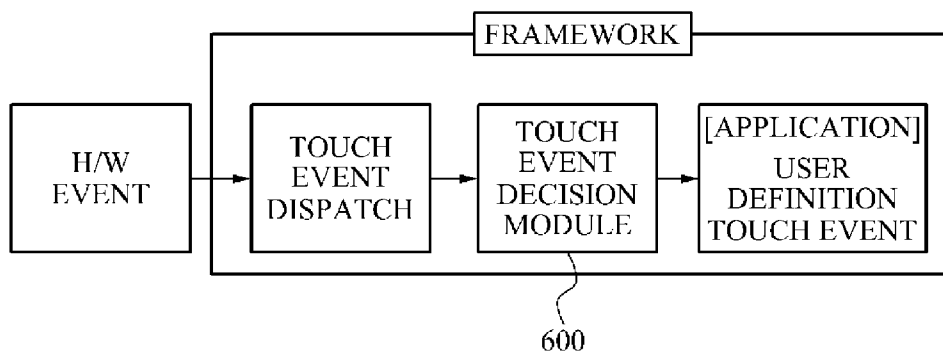 FRAMEWORK
H/W
EVENT
TOUCH
EVENT
DISPATCH
TOUCH
EVENT
DECISION
MODULE
[APPLICATION]
USER
DEFINITION
TOUCH EVENT
600